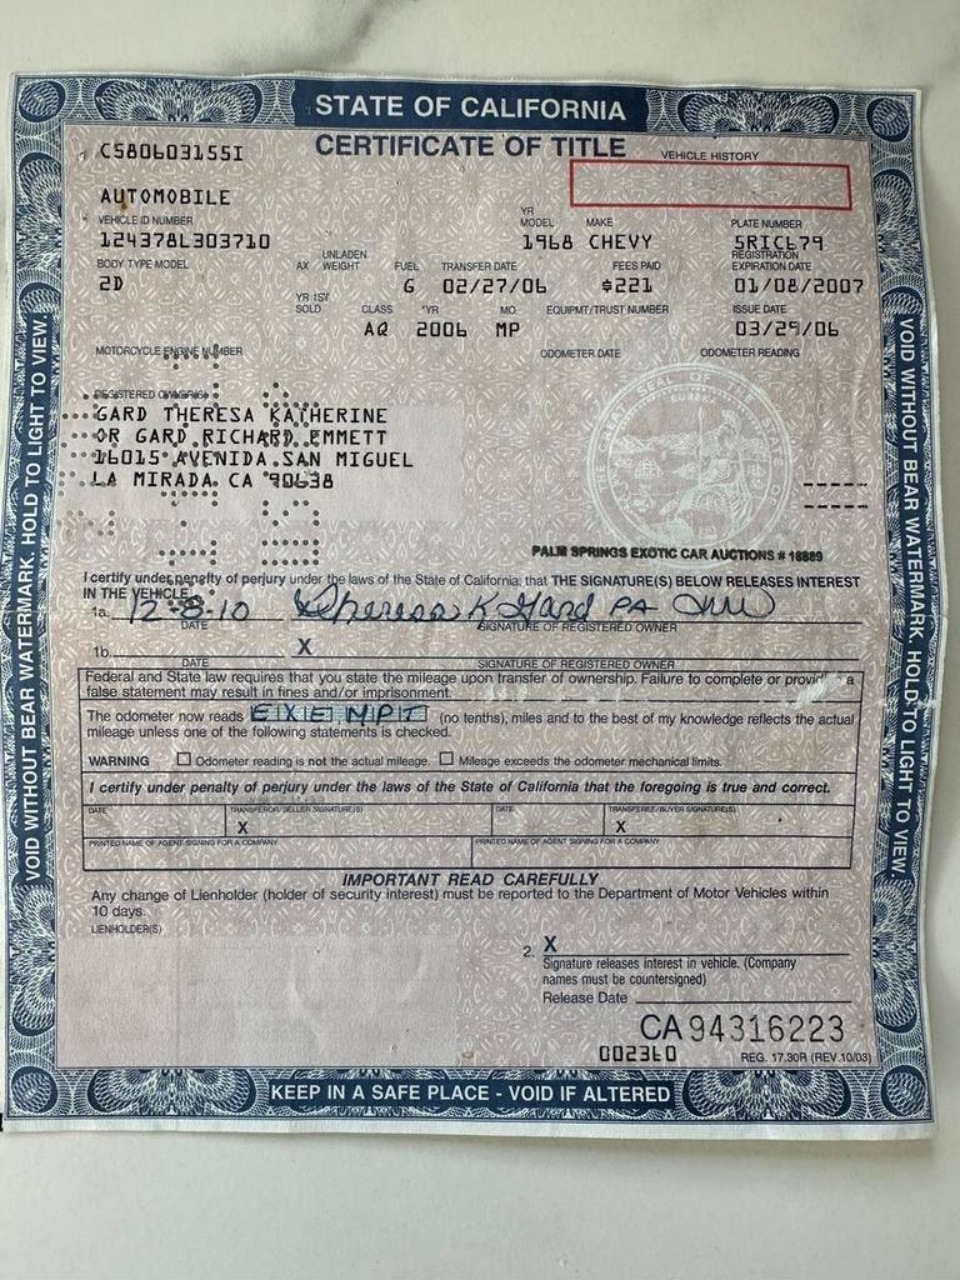 STATE OF CALIFORNIA
CERTIFICATE OF TITLE
VEHICLE HISTORY
C5806031551
AUTOMOBILE
VEHICLE ID NUMBER
YR MODEL
MAKE
PLATE NUMBER
124378L303710
1968 CHEVY
5RIC679
BODY TYPE MODEL
AX
UNLADEN WEIGHT
FUEL
TRANSFER DATE
FEES PAID
REGISTRATION EXPIRATION DATE
2D
G 02/27/06
$221
01/08/2007
YR 1ST SOLD
CLASS
*YR
MO
EQUIPMT/TRUST NUMBER
ISSUE DATE
AQ 2006 MP
03/29/06
MOTORCYCLE ENGINE NUMBER
ODOMETER DATE
ODOMETER READING
REGISTERED OWNER(S)
GARD THERESA KATHERINE
OR GARD RICHARD EMMETT
16015 AVENIDA SAN MIGUEL
LA MIRADA CA 90638
PALM SPRINGS EXOTIC CAR AUCTIONS # 18889
I certify under penalty of perjury under the laws of the State of California, that THE SIGNATURE(S) BELOW RELEASES INTEREST
IN THE VEHICLE
1a. 12-8-10 Theresa K Gard PA
DATE
SIGNATURE OF REGISTERED OWNER
1b. X
DATE
SIGNATURE OF REGISTERED OWNER
Federal and State law requires that you state the mileage upon transfer of ownership. Failure to complete or provid a
false statement may result in fines and/or imprisonment.
The odometer now reads EXEMPT (no tenths), miles and to the best of my knowledge reflects the actual
mileage unless one of the following statements is checked.
WARNING Odometer reading is not the actual mileage. Mileage exceeds the odometer mechanical limits.
I certify under penalty of perjury under the laws of the State of California that the foregoing is true and correct.
DATE
TRANSFEROR/SELLER SIGNATURE(S)
DATE
TRANSFEREE/BUYER SIGNATURE(S)
X
X
PRINTED NAME OF AGENT SIGNING FOR A COMPANY
PRINTED NAME OF AGENT SIGNING FOR A COMPANY
IMPORTANT READ CAREFULLY
Any change of Lienholder (holder of security interest) must be reported to the Department of Motor Vehicles within
10 days.
LIENHOLDER(S)
2. X
Signature releases interest in vehicle. (Company
names must be countersigned)
Release Date
CA94316223
REG. 17.30R (REV.10/03)
KEEP IN A SAFE PLACE - VOID IF ALTERED
VOID WITHOUT BEAR WATERMARK. HOLD TO LIGHT TO VIEW.
VOID WITHOUT BEAR WATERMARK. HOLD TO LIGHT TO VIEW.